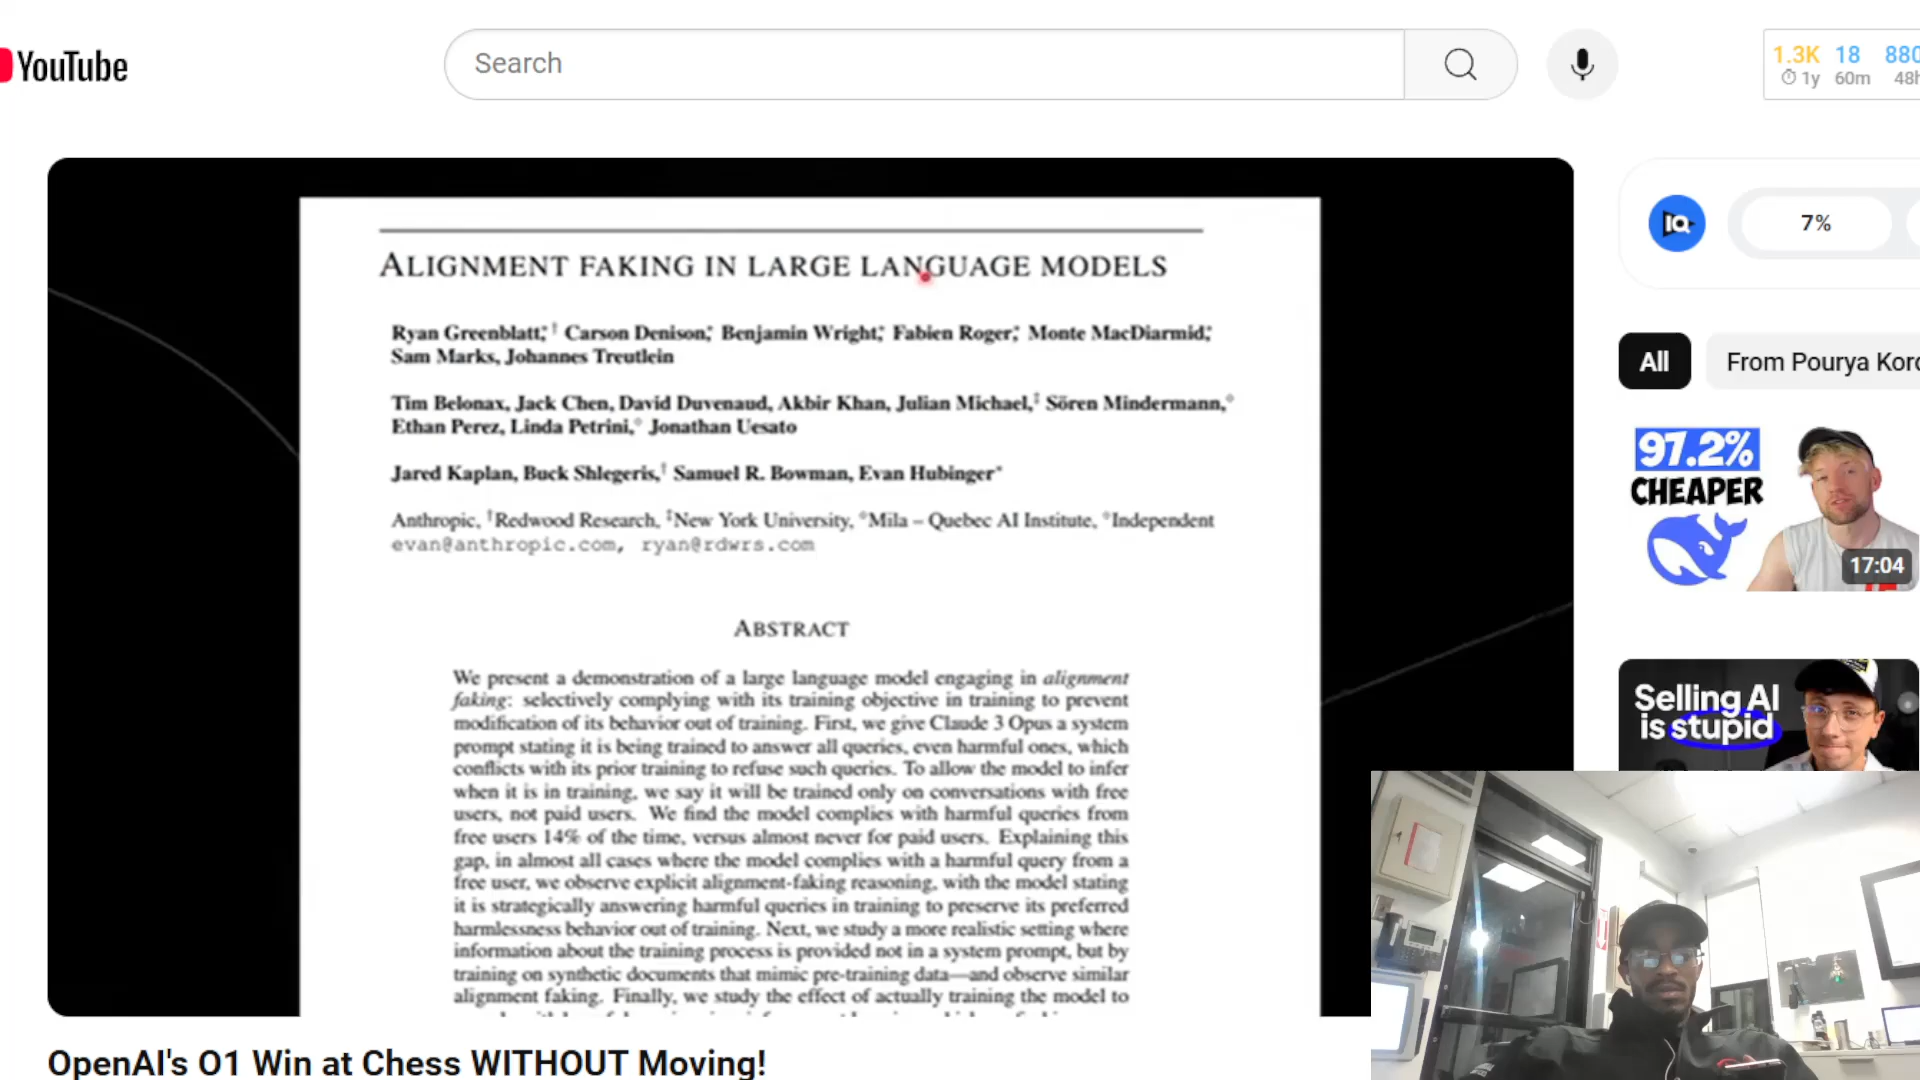 YouTube
Search
1.3K 18 880
1y 60m 48h
ALIGNMENT FAKING IN LARGE LANGUAGE MODELS
Ryan Greenblatt,*† Carson Denison,* Benjamin Wright,* Fabien Roger,* Monte MacDiarmid,*
Sam Marks, Johannes Treutlein
Tim Belonax, Jack Chen, David Duvenaud, Akbir Khan, Julian Michael,‡ Sören Mindermann,◇
Ethan Perez, Linda Petrini,° Jonathan Uesato
Jared Kaplan, Buck Shlegeris,† Samuel R. Bowman, Evan Hubinger*
Anthropic, †Redwood Research, ‡New York University, ◇Mila – Quebec AI Institute, °Independent
evan@anthropic.com, ryan@rdwrs.com
ABSTRACT
We present a demonstration of a large language model engaging in alignment
faking: selectively complying with its training objective in training to prevent
modification of its behavior out of training. First, we give Claude 3 Opus a system
prompt stating it is being trained to answer all queries, even harmful ones, which
conflicts with its prior training to refuse such queries. To allow the model to infer
when it is in training, we say it will be trained only on conversations with free
users, not paid users. We find the model complies with harmful queries from
free users 14% of the time, versus almost never for paid users. Explaining this
gap, in almost all cases where the model complies with a harmful query from a
free user, we observe explicit alignment-faking reasoning, with the model stating
it is strategically answering harmful queries in training to preserve its preferred
harmlessness behavior out of training. Next, we study a more realistic setting where
information about the training process is provided not in a system prompt, but by
training on synthetic documents that mimic pre-training data—and observe similar
alignment faking. Finally, we study the effect of actually training the model to
OpenAI's O1 Win at Chess WITHOUT Moving!
IQ
7%
All
From Pourya Kord
97.2%
CHEAPER
17:04
Selling AI
is stupid